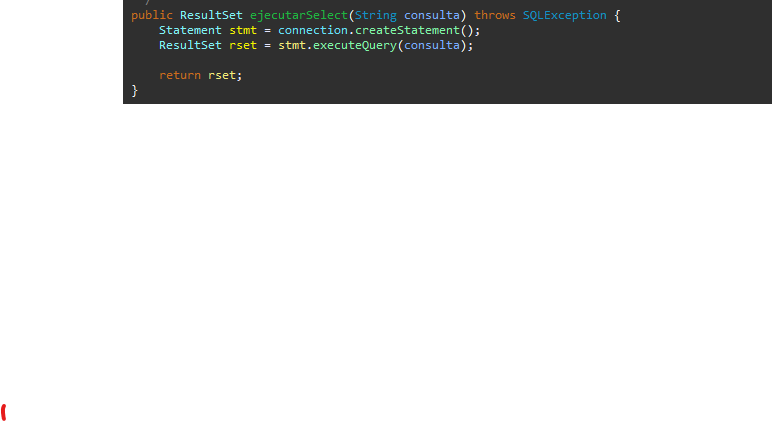 public ResultSet ejecutarSelect(String consulta) throws SQLException {
Statement stmt = connection.createStatement();
ResultSet rset = stmt.executeQuery(consulta);
return rset;
}